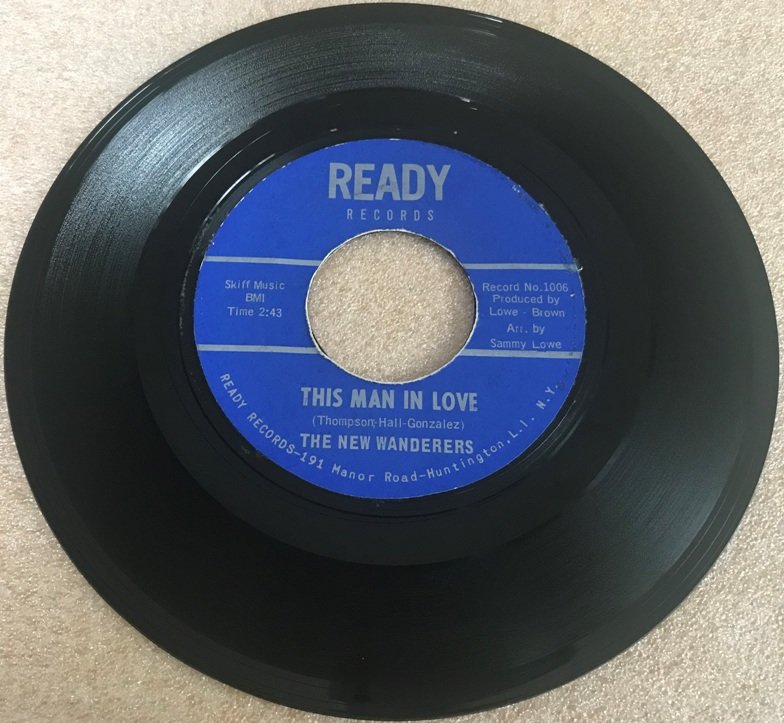 READY
RECORDS
Skiff Music
BMI
Time 2:43
Record No.1006
Produced by
Lowe - Brown
Arr. by
Sammy Lowe
THIS MAN IN LOVE
(Thompson-Hall-Gonzalez)
THE NEW WANDERERS
READY RECORDS-191 Manor Road-Huntington, L.I. N.Y.